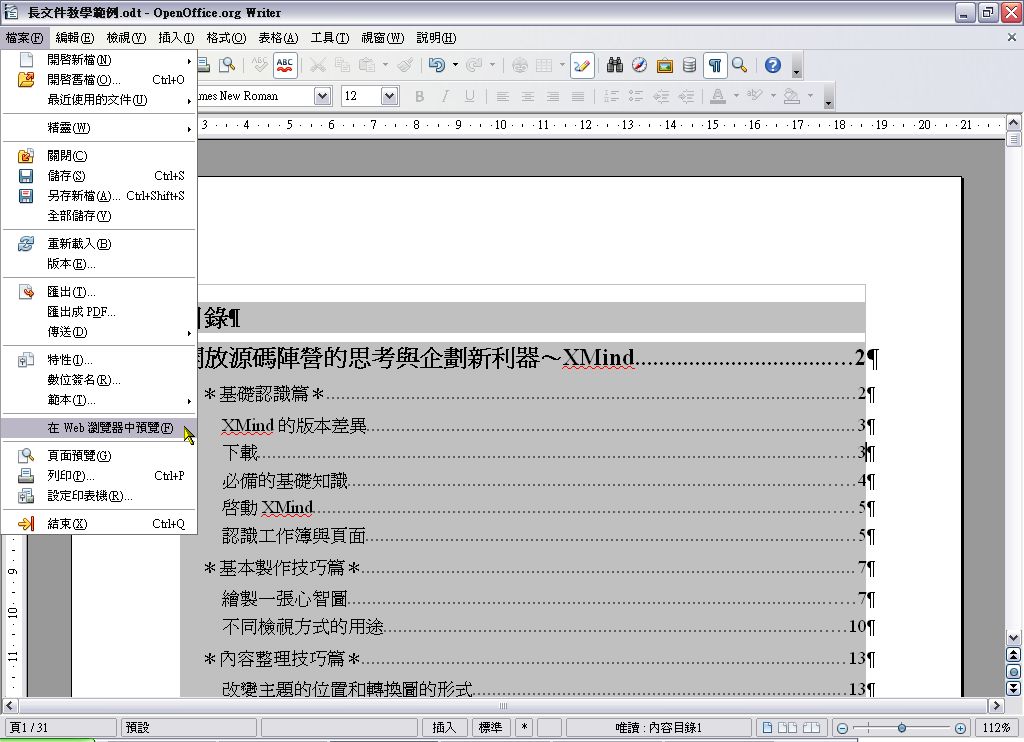 長文件教學範例.odt - OpenOffice.org Writer
檔案(F) 編輯(E) 檢視(V) 插入(I) 格式(O) 表格(A) 工具(T) 視窗(W) 說明(H)
開啓新檔(N)
開啓舊檔(O)... Ctrl+O
最近使用的文件(U)
精靈(W)
關閉(C)
儲存(S) Ctrl+S
另存新檔(A)... Ctrl+Shift+S
全部儲存(V)
重新載入(B)
版本(E)...
匯出(T)...
匯出成 PDF...
傳送(D)
特性(I)...
數位簽名(R)...
範本(T)...
在 Web 瀏覽器中預覽(F)
頁面預覽(G)
列印(P)... Ctrl+P
設定印表機(R)...
結束(X) Ctrl+Q
ABC ABC
mes New Roman 12 B I U
3 4 5 6 7 8 9 10 11 12 13 14 15 16 17 18 19 20 21
錄¶
放源碼陣營的思考與企劃新利器～XMind..............................2¶
＊基礎認識篇＊..............................2¶
XMind 的版本差異..............................3¶
下載..............................3¶
必備的基礎知識..............................4¶
啓動 XMind..............................5¶
認識工作簿與頁面..............................5¶
＊基本製作技巧篇＊..............................7¶
繪製一張心智圖..............................7¶
不同檢視方式的用途..............................10¶
＊內容整理技巧篇＊..............................13¶
改變主題的位置和轉換圖的形式..............................13¶
9
10
11
頁1 / 31 預設 插入 標準 * 唯讀 : 內容目錄1 112%